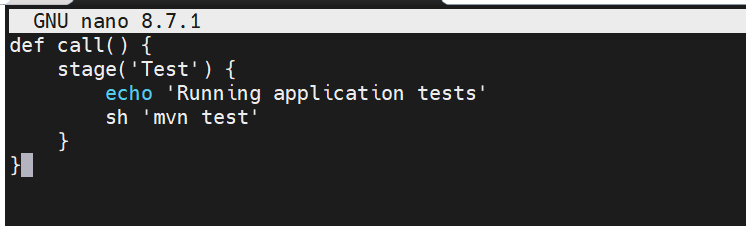 GNU nano 8.7.1
def call() {
    stage('Test') {
        echo 'Running application tests'
        sh 'mvn test'
    }
}